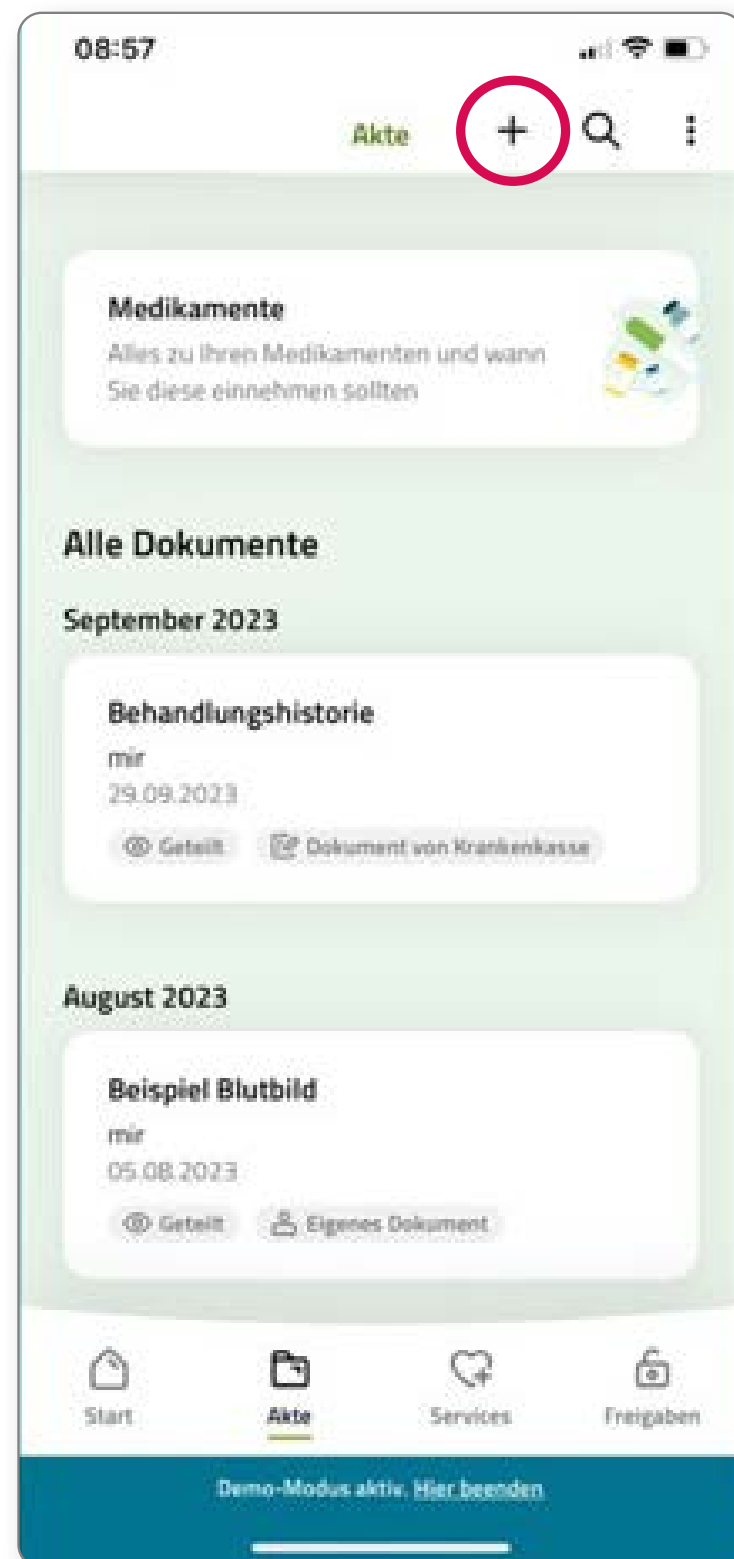 08:57
Akte
Medikamente
Alles zu Ihren Medikamenten und wann
Sie diese einnehmen sollten
Alle Dokumente
September 2023
Behandlungshistorie
mir
29.09.2023
Geteilt Dokument von Krankenkasse
August 2023
Beispiel Blutbild
mir
05.08.2023
Geteilt Eigenes Dokument
Start Akte Services Freigaben
Demo-Modus aktiv. Hier beenden